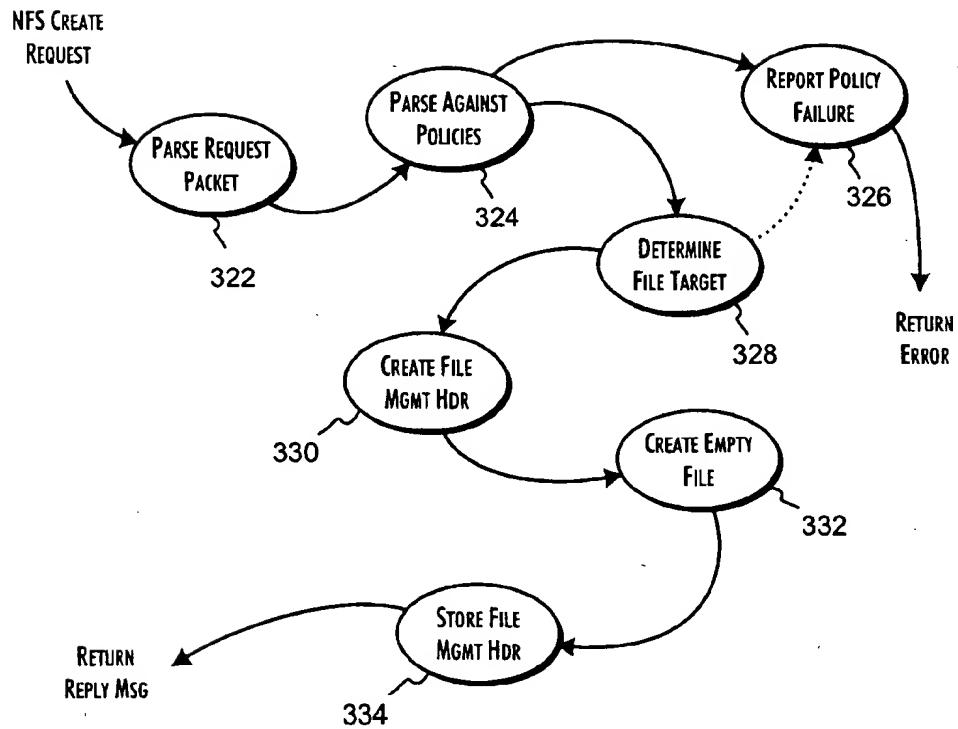 NFS CREATE
REQUEST
PARSE REQUEST
PACKET
322
PARSE AGAINST
POLICIES
324
REPORT POLICY
FAILURE
326
DETERMINE
FILE TARGET
328
RETURN
ERROR
CREATE FILE
MGMT HDR
330
CREATE EMPTY
FILE
332
STORE FILE
MGMT HDR
334
RETURN
REPLY MSG